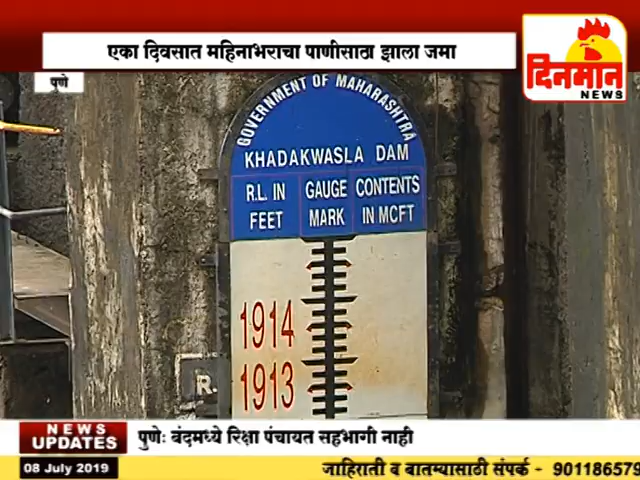 एका दिवसात महिनाभराचा पाणीसाठा झाला जमा
पुणे
दिनमान
NEWS
GOVERNMENT OF MAHARASHTRA
KHADAKWASLA DAM
R.L. IN FEET
GAUGE MARK
CONTENTS IN MCFT
1914
1913
R.
NEWS UPDATES
पुणेः बंदमध्ये रिक्षा पंचायत सहभागी नाही
08 July 2019
जाहिराती व बातम्यासाठी संपर्क - 901186579